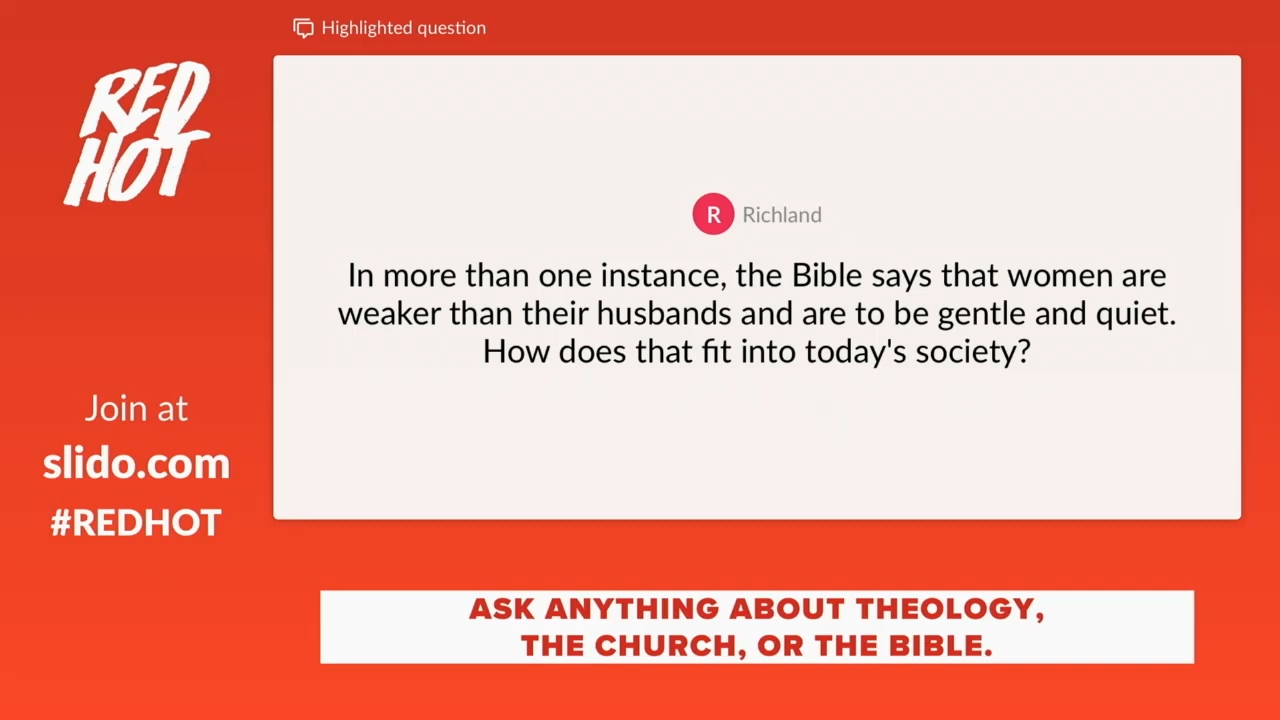 Highlighted question
RED
HOT
R Richland
In more than one instance, the Bible says that women are
weaker than their husbands and are to be gentle and quiet.
How does that fit into today's society?
Join at
slido.com
#REDHOT
ASK ANYTHING ABOUT THEOLOGY,
THE CHURCH, OR THE BIBLE.